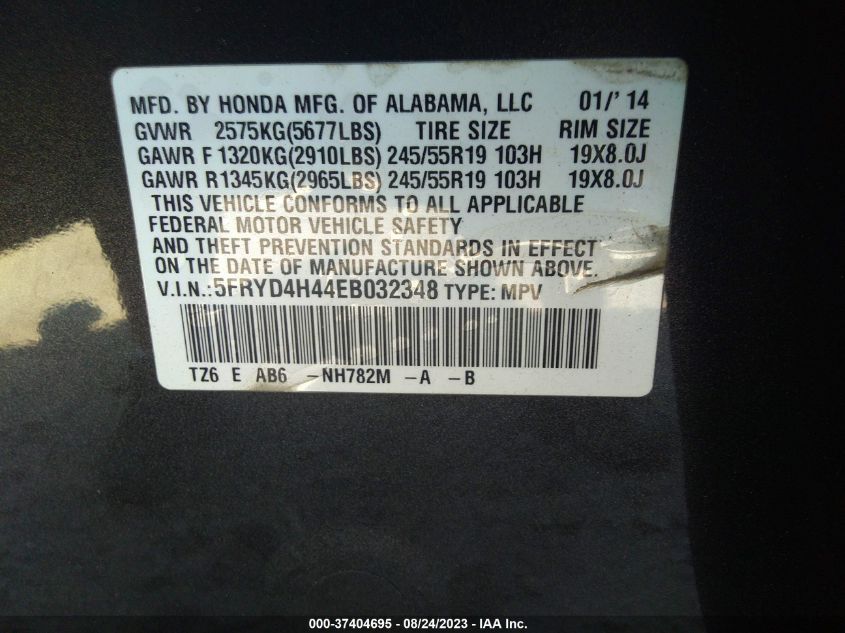 MFD. BY HONDA MFG. OF ALABAMA, LLC 01/'14
GVWR 2575KG(5677LBS) TIRE SIZE RIM SIZE
GAWR F 1320KG(2910LBS) 245/55R19 103H 19X8.0J
GAWR R1345KG(2965LBS) 245/55R19 103H 19X8.0J
THIS VEHICLE CONFORMS TO ALL APPLICABLE
FEDERAL MOTOR VEHICLE SAFETY
AND THEFT PREVENTION STANDARDS IN EFFECT
ON THE DATE OF MANUFACTURE SHOWN ABOVE.
V.I.N.:5FRYD4H44EB032348 TYPE: MPV
TZ6 E AB6 -NH782M -A -B
000-37404695 - 08/24/2023 - IAA Inc.